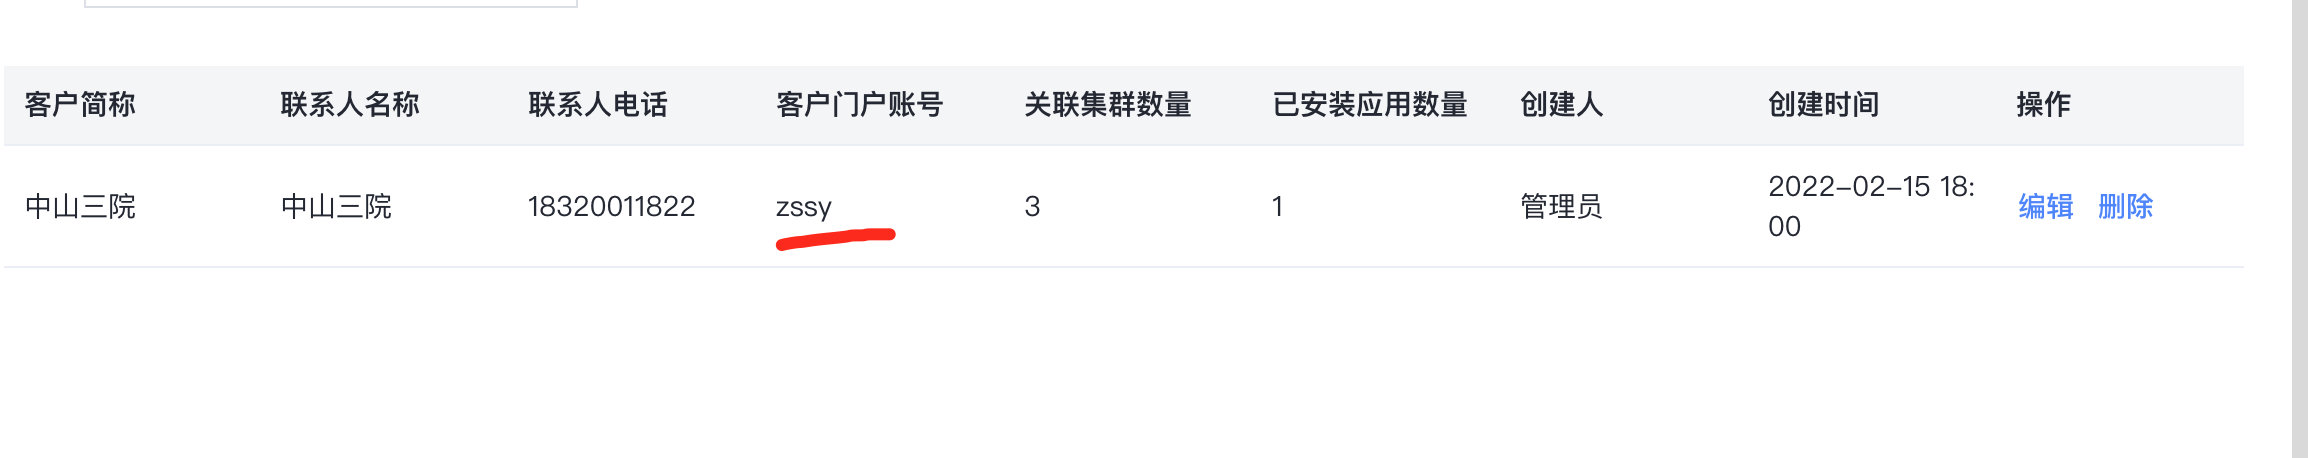 客户简称 联系人名称 联系人电话 客户门户账号 关联集群数量 已安装应用数量 创建人 创建时间 操作
中山三院 中山三院 18320011822 zssy 3 1 管理员 2022-02-15 18:
00 编辑 删除